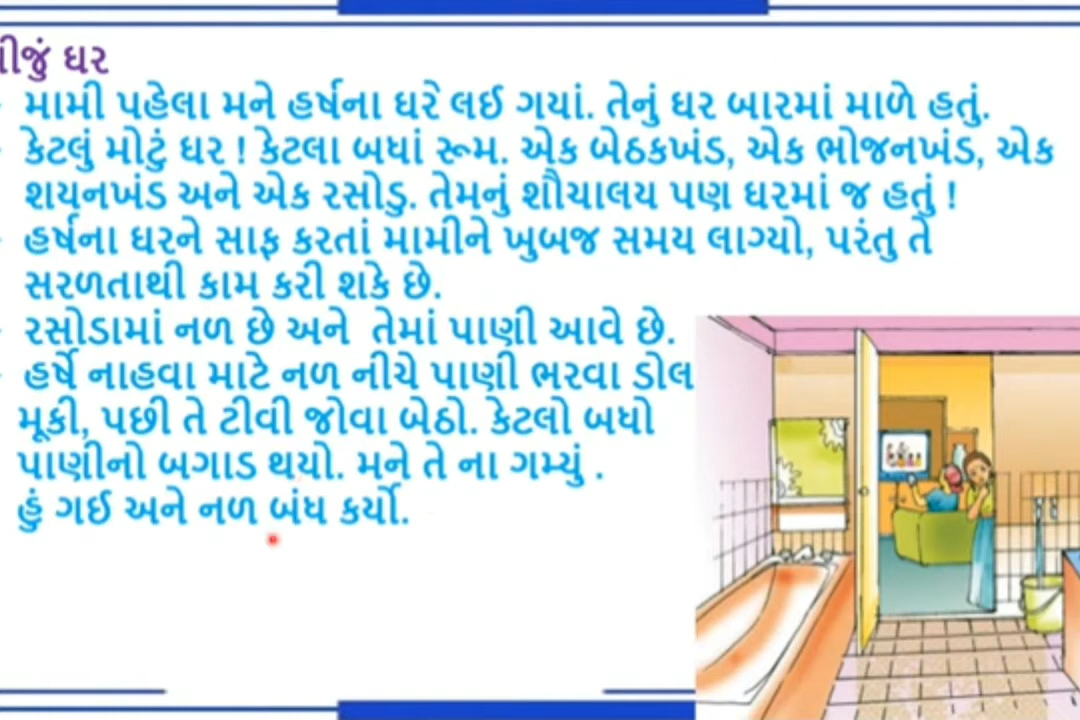 ઘર
મામી પહેલા મને હર્ષના ઘરે લઈ ગયાં. તેનું ઘર બારમાં માળે હતું.
કેટલું મોટું ઘર ! કેટલા બધાં રૂમ. એક બેઠકખંડ, એક ભોજનખંડ, એક
શયનખંડ અને એક રસોડુ. તેમનું શૌચાલય પણ ઘરમાં જ હતું !
હર્ષના ઘરને સાફ કરતાં મામીને ખુબજ સમય લાગ્યો, પરંતુ તે
સરળતાથી કામ કરી શકે છે.
રસોડામાં નળ છે અને તેમાં પાણી આવે છે.
હર્ષે નાહવા માટે નળ નીચે પાણી ભરવા ડોલ
મૂકી, પછી તે ટીવી જોવા બેઠો. કેટલો બધો
પાણીનો બગાડ થયો. મને તે ના ગમ્યું .
હું ગઈ અને નળ બંધ કર્યો.